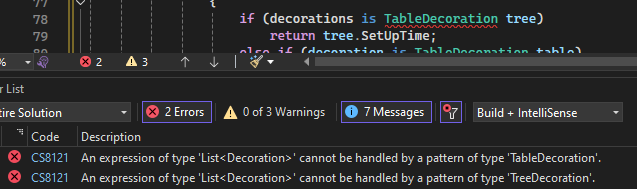 77 {
78 if (decorations is TableDecoration tree)
79 return tree.SetUpTime;
80 else if (decoration is TableDecoration table)
% 2 3
r List
tire Solution 2 Errors 0 of 3 Warnings 7 Messages Build + IntelliSense
Code Description
CS8121 An expression of type 'List<Decoration>' cannot be handled by a pattern of type 'TableDecoration'.
CS8121 An expression of type 'List<Decoration>' cannot be handled by a pattern of type 'TreeDecoration'.